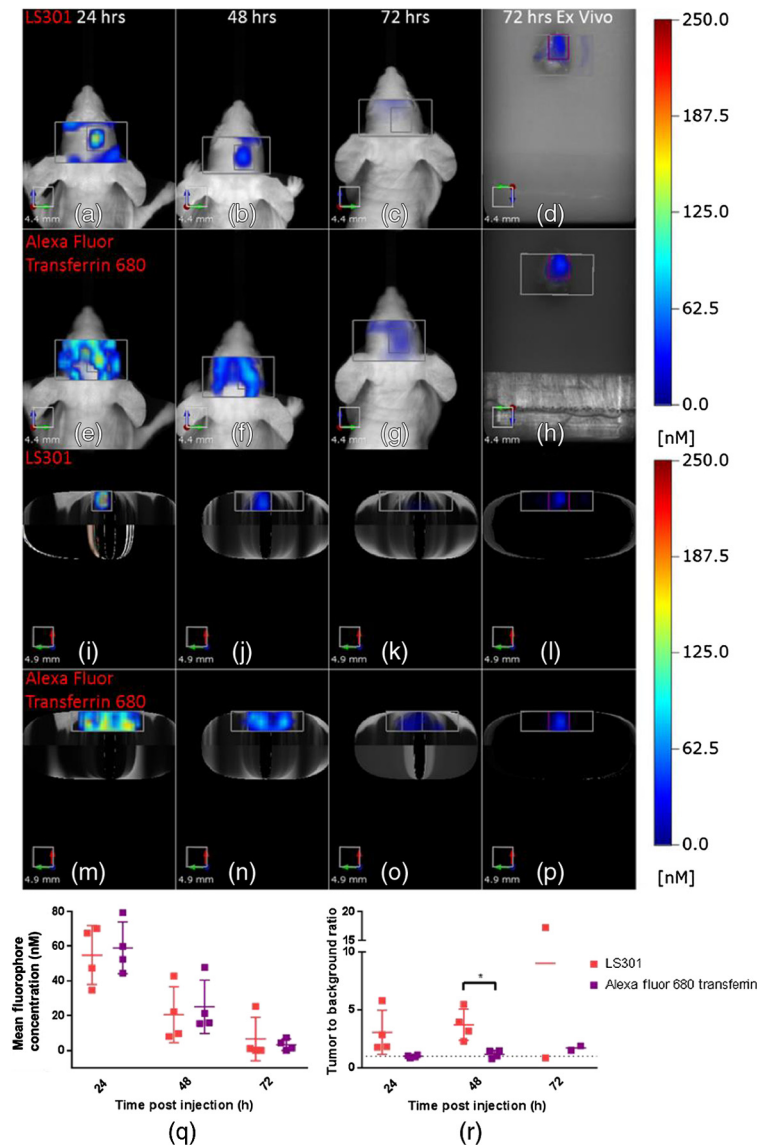 LS301 24 hrs 48 hrs 72 hrs 72 hrs Ex Vivo
4.4 mm (a) (b) 4.4 mm (c) 4.4 mm (d)
250.0
187.5
125.0
62.5
0.0
[nM]
Alexa Fluor
Transferrin 680
4.4 mm (e) (f) 4.4 mm (g) 4.4 mm (h)
LS301
4.9 mm (i) 4.9 mm (j) 4.9 mm (k) 4.9 mm (l)
250.0
187.5
125.0
62.5
0.0
[nM]
Alexa Fluor
Transferrin 680
4.9 mm (m) 4.9 mm (n) 4.9 mm (o) 4.9 mm (p)
Mean fluorophore
concentration (nM)
80
60
40
20
0
24 48 72
Time post injection (h)
(q)
Tumor to background ratio
20
15
10
5
0
*
24 48 72
Time post injection (h)
(r)
LS301
Alexa fluor 680 transferrin